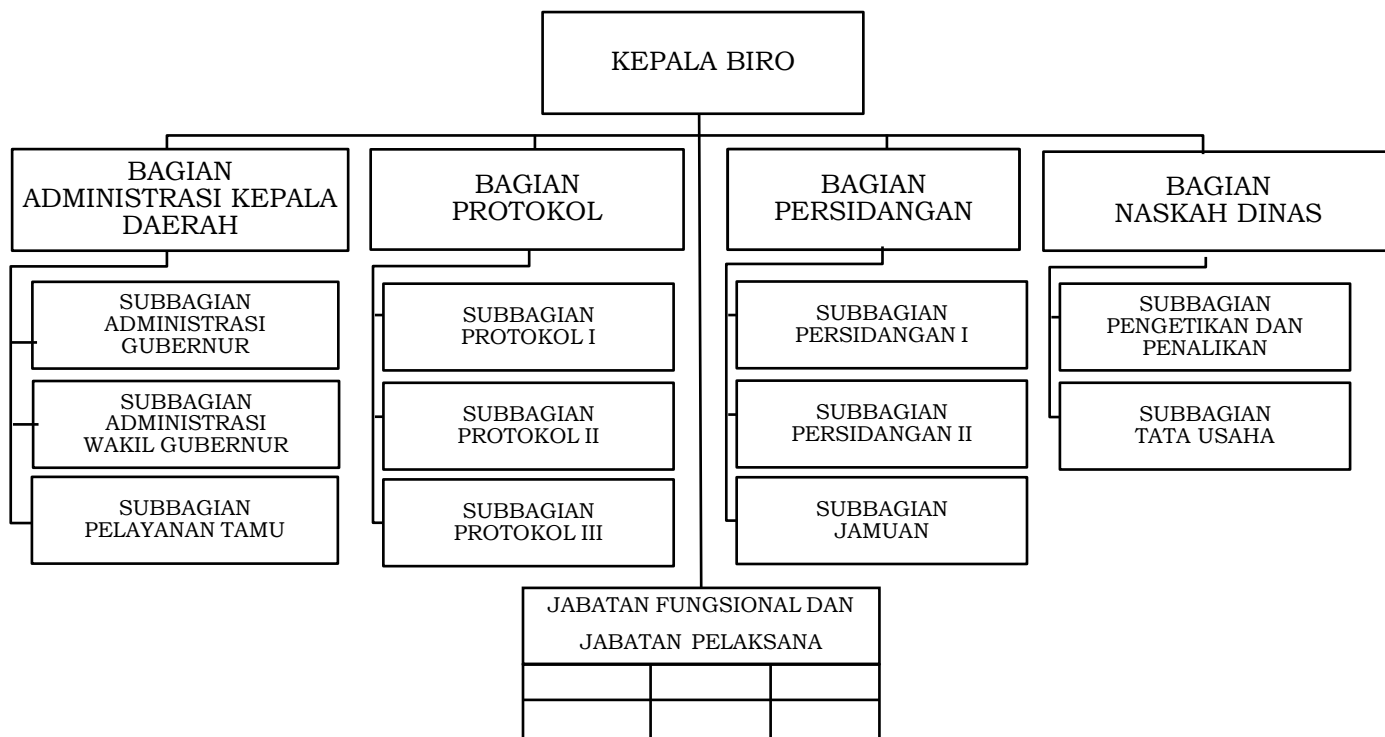 KEPALA BIRO
BAGIAN
ADMINISTRASI KEPALA
DAERAH
BAGIAN
PROTOKOL
BAGIAN
PERSIDANGAN
BAGIAN
NASKAH DINAS
SUBBAGIAN
ADMINISTRASI
GUBERNUR
SUBBAGIAN
ADMINISTRASI
WAKIL GUBERNUR
SUBBAGIAN
PELAYANAN TAMU
SUBBAGIAN
PROTOKOL I
SUBBAGIAN
PROTOKOL II
SUBBAGIAN
PROTOKOL III
SUBBAGIAN
PERSIDANGAN I
SUBBAGIAN
PERSIDANGAN II
SUBBAGIAN
JAMUAN
SUBBAGIAN
PENGETIKAN DAN
PENALIKAN
SUBBAGIAN
TATA USAHA
JABATAN FUNGSIONAL DAN
JABATAN PELAKSANA